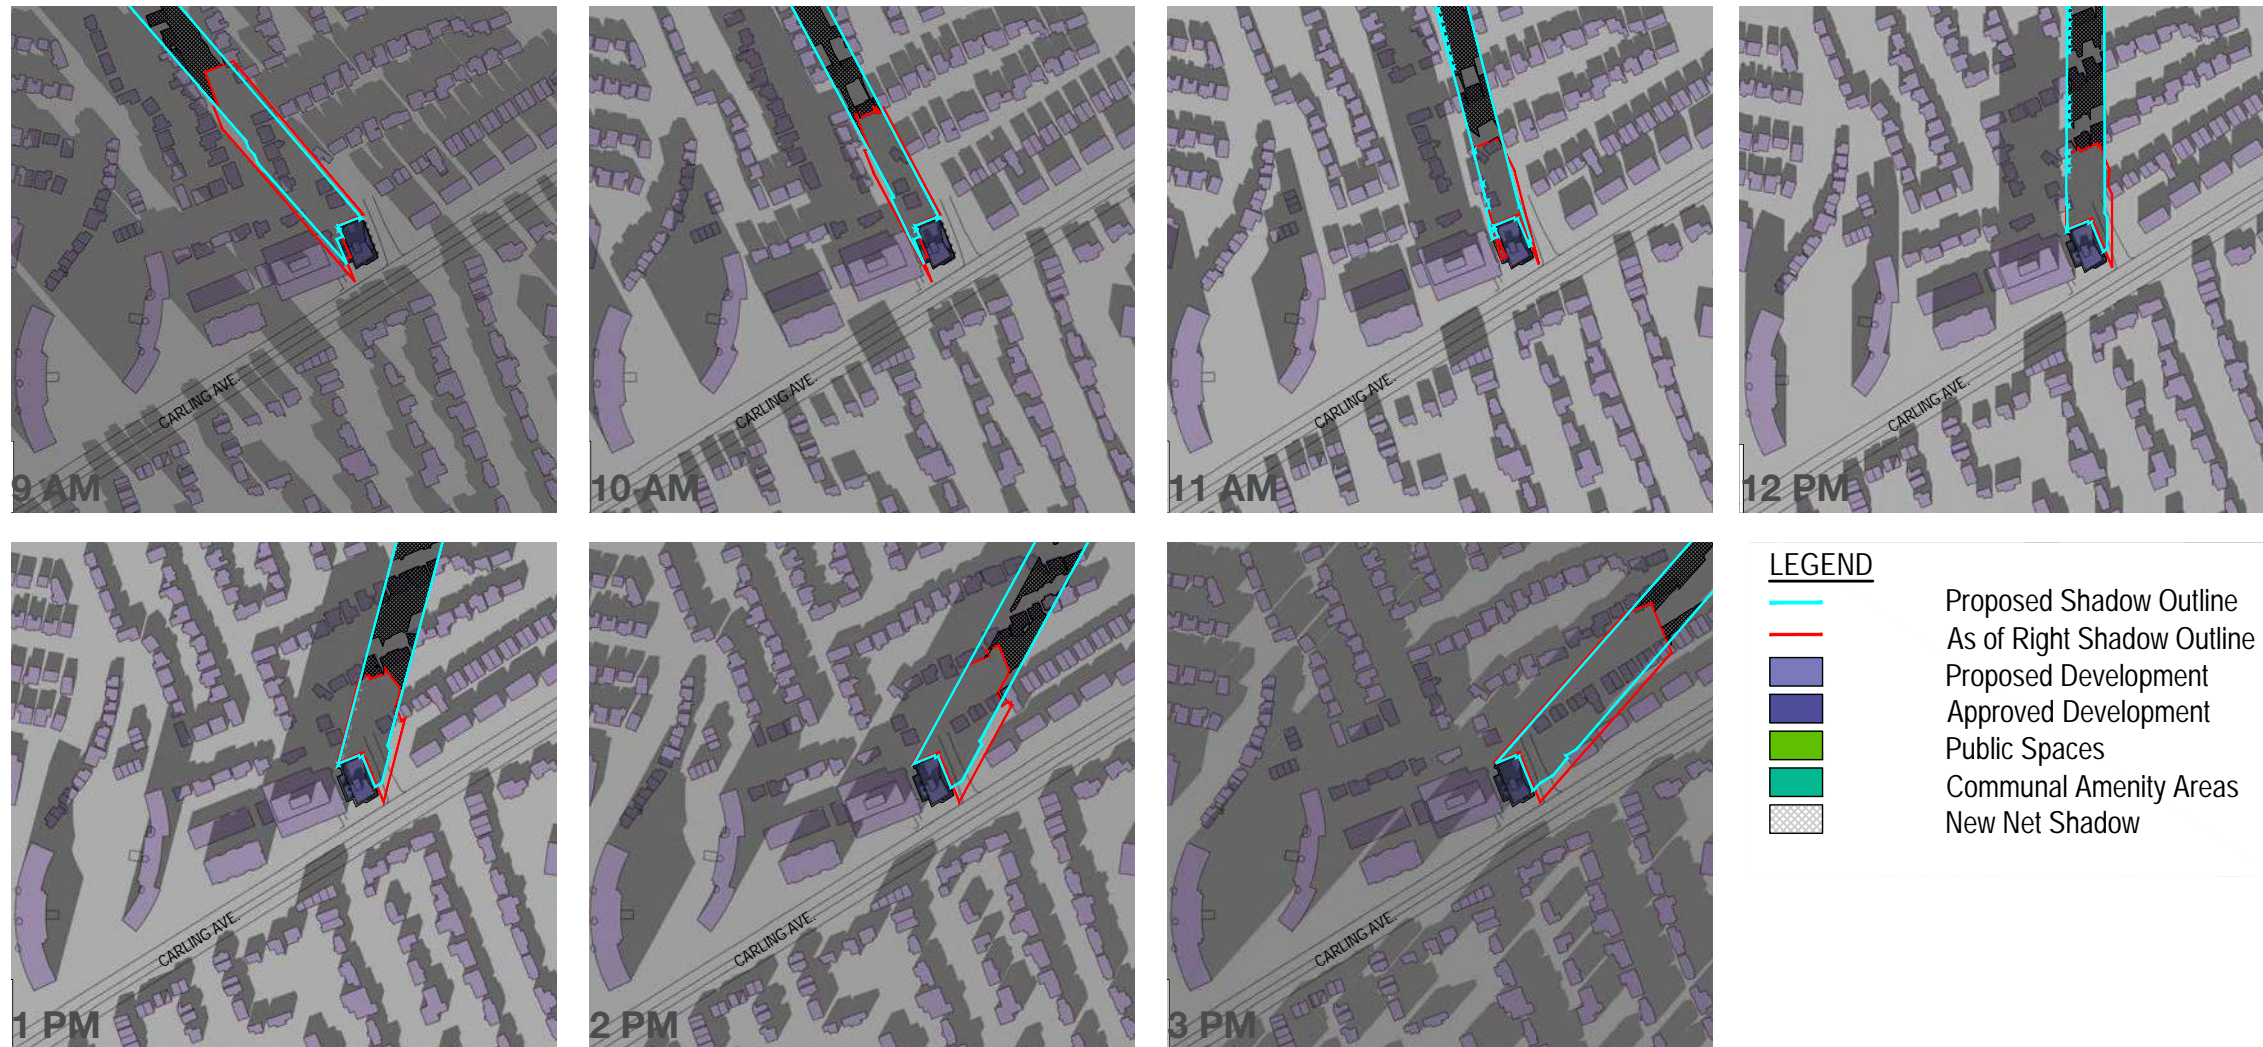 CARLING AVE.
9 AM
CARLING AVE.
10 AM
CARLING AVE.
11 AM
CARLING AVE.
12 PM
CARLING AVE.
1 PM
CARLING AVE.
2 PM
CARLING AVE.
3 PM
LEGEND
Proposed Shadow Outline
As of Right Shadow Outline
Proposed Development
Approved Development
Public Spaces
Communal Amenity Areas
New Net Shadow